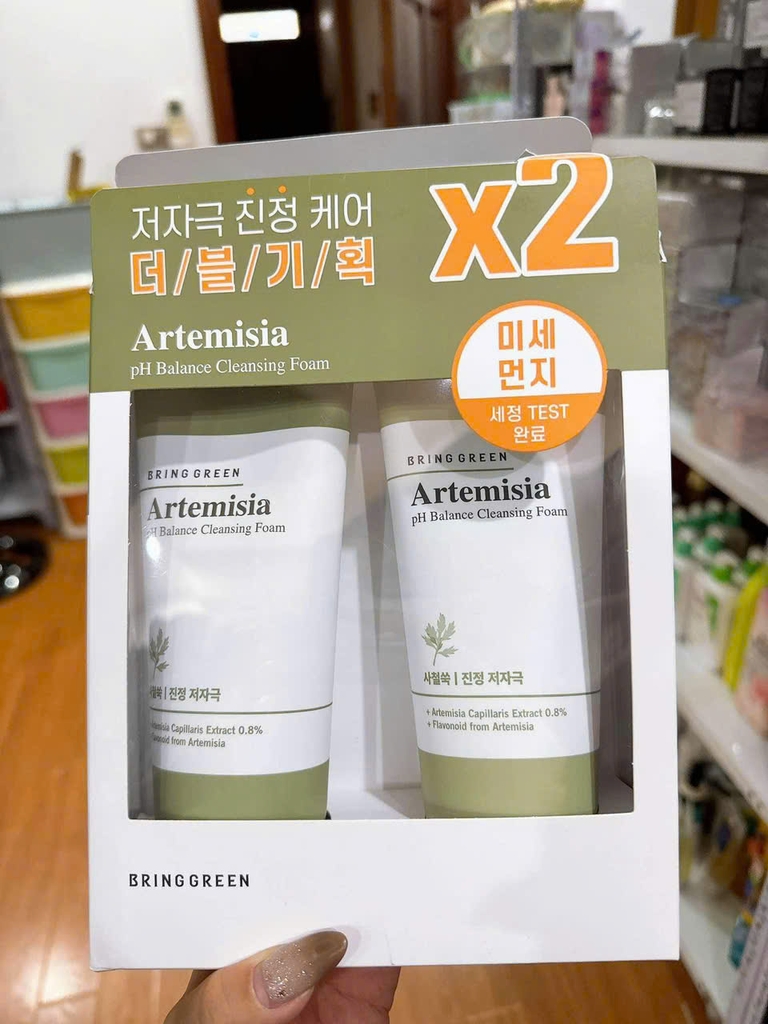 저자극 진정 케어
더/블/기/획
x2
Artemisia
pH Balance Cleansing Foam
미세
먼지
세정 TEST
완료
BRING GREEN
Artemisia
pH Balance Cleansing Foam
사철쑥 | 진정 저자극
Artemisia Capillaris Extract 0.8%
Flavonoid from Artemisia
BRING GREEN
Artemisia
pH Balance Cleansing Foam
사철쑥 | 진정 저자극
+ Artemisia Capillaris Extract 0.8%
+ Flavonoid from Artemisia
BRING GREEN